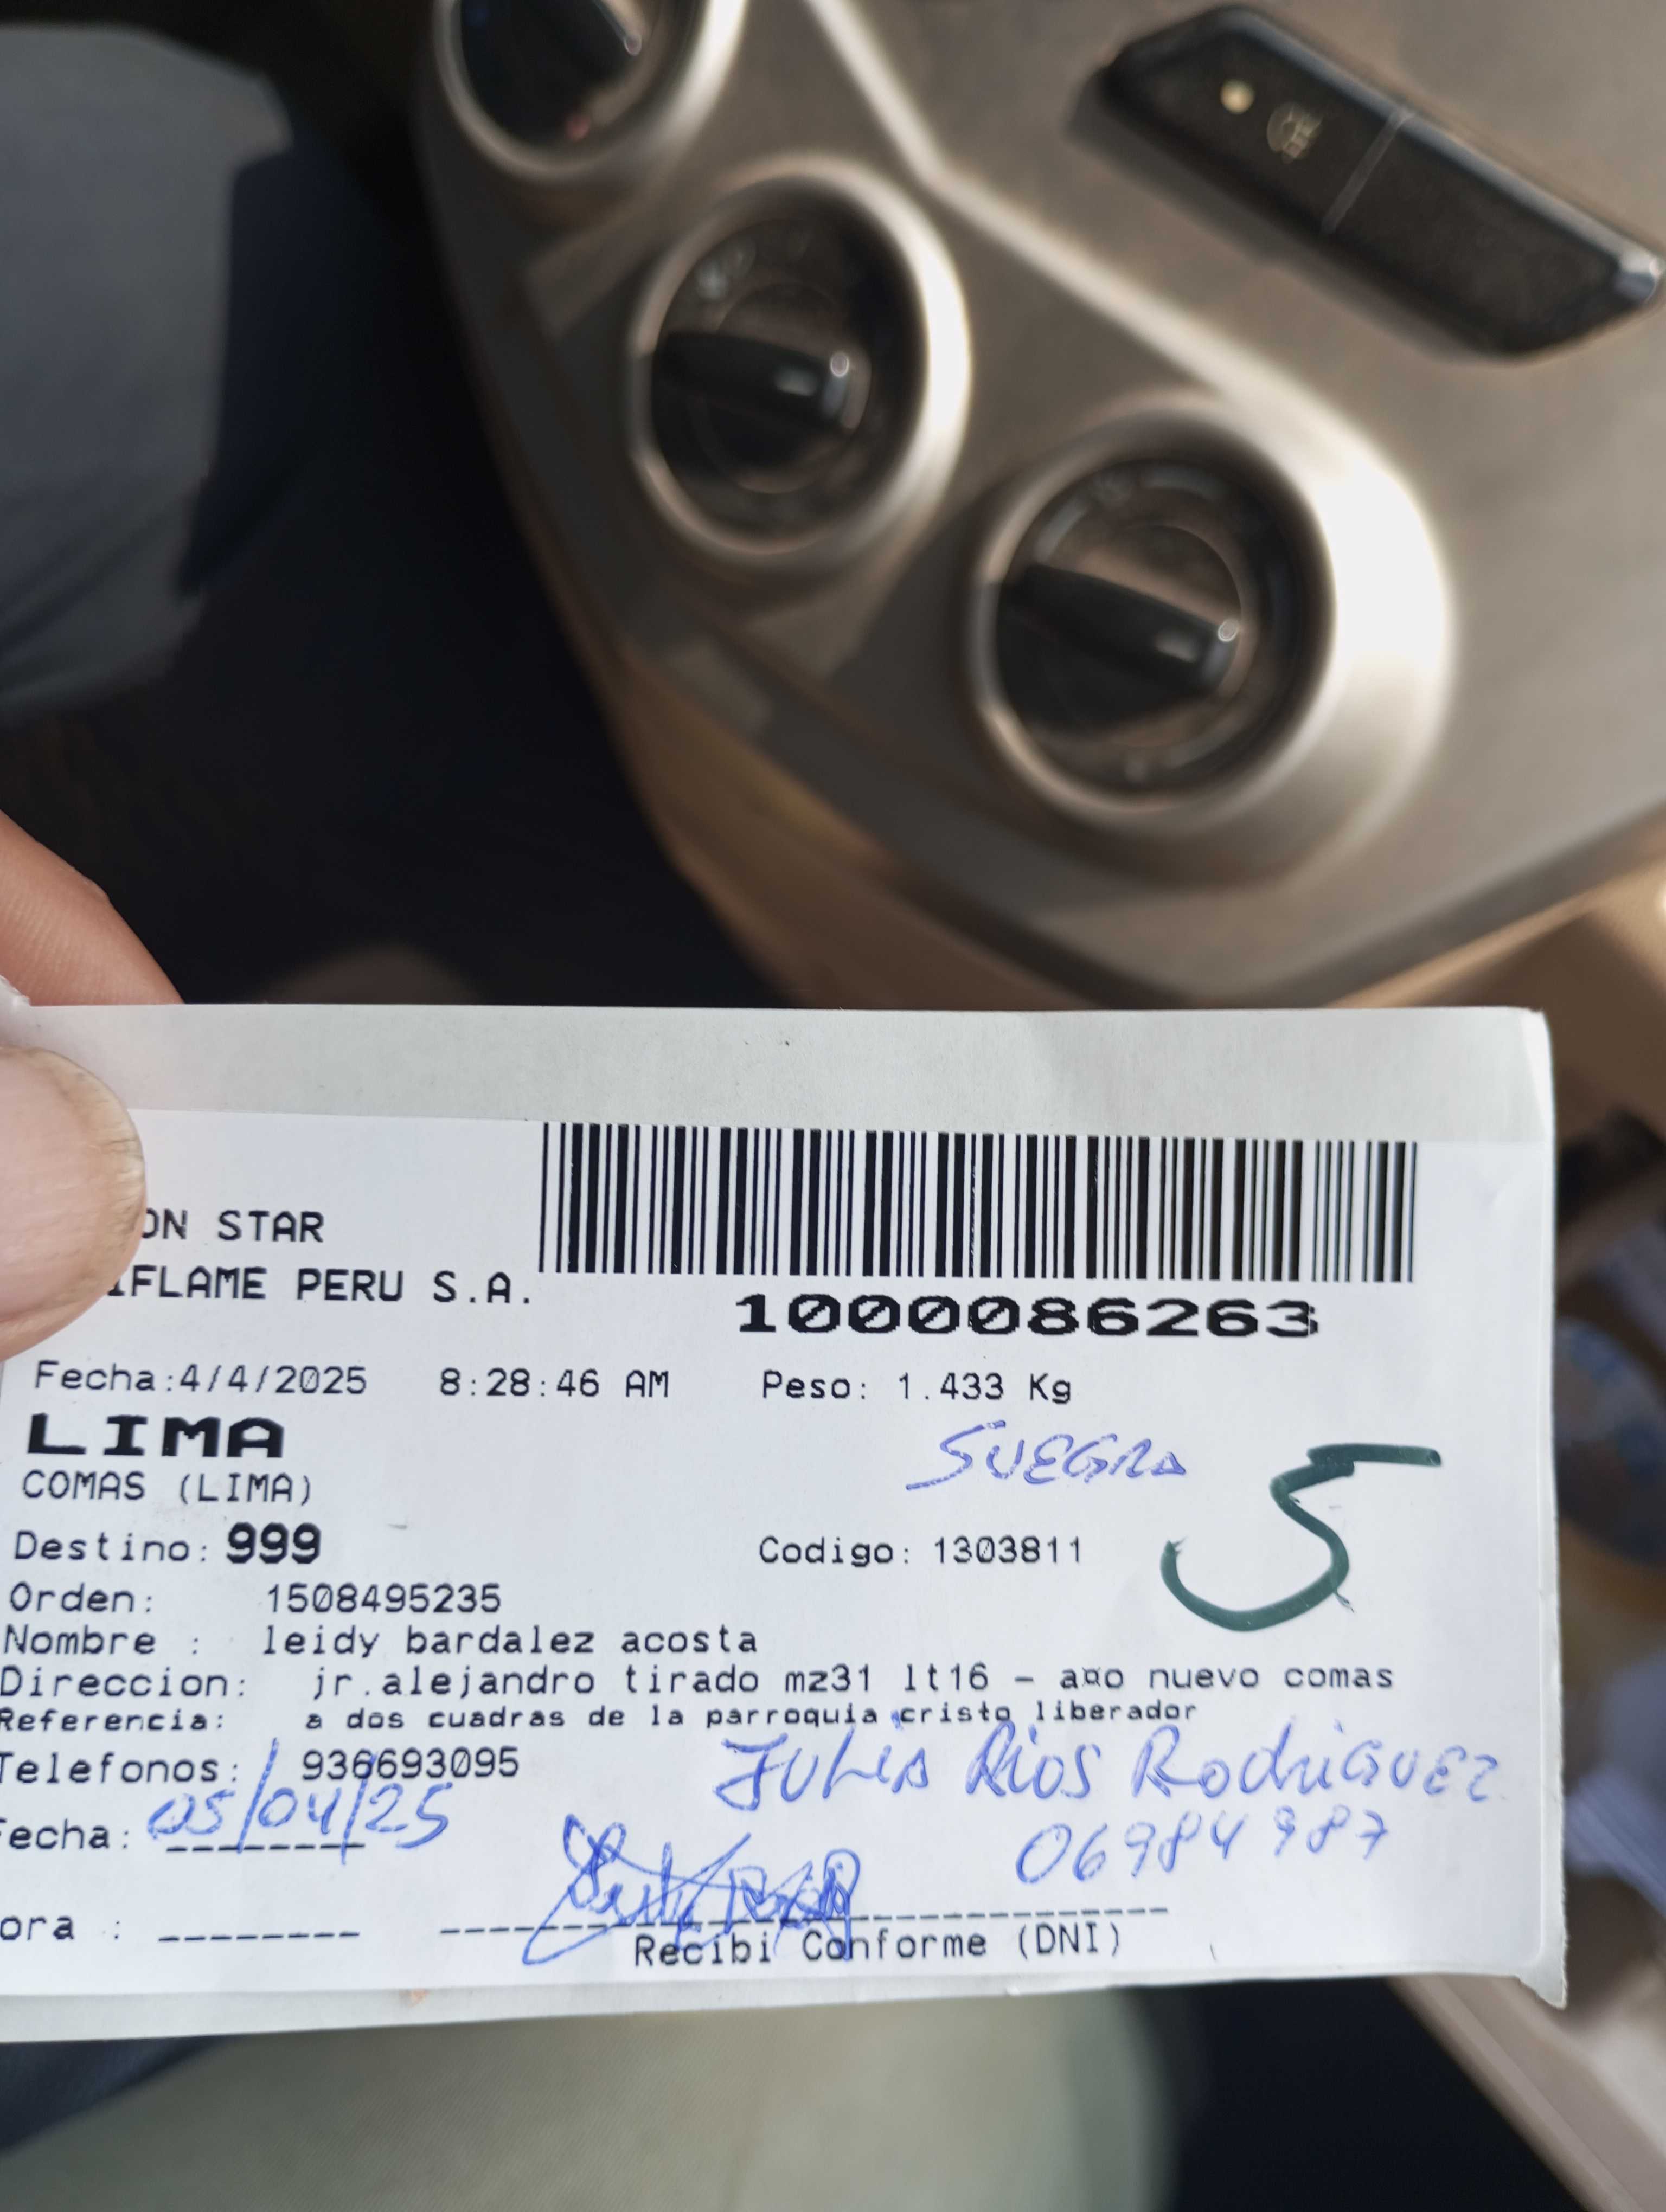 ON STAR
IFLAME PERU S.A.
1000086263
Fecha:4/4/2025 8:28:46 AM Peso: 1.433 Kg
LIMA
SUEGRA
5
COMAS (LIMA)
Destino: 999 Codigo: 1303811
Orden: 1508495235
Nombre : leidy bardalez acosta
Direccion: jr.alejandro tirado mz31 lt16 - a¤o nuevo comas
Referencia: a dos cuadras de la parroquia cristo liberador
Telefonos: 936693095
Julia Rios Rodriguez
echa: 05/04/25
06984987
ora :
Recibi Conforme (DNI)